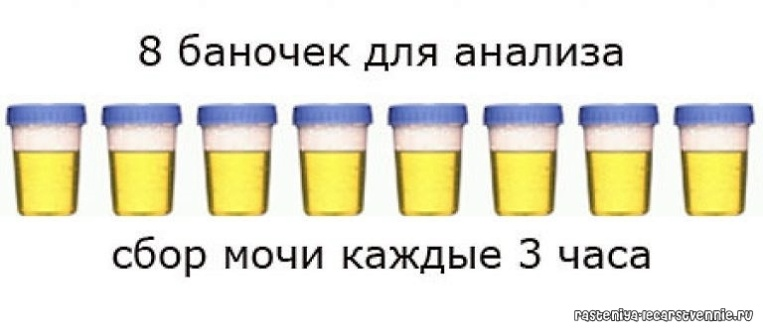 8 баночек для анализа
сбор мочи каждые 3 часа
rasteniya-lecarstvennie.ru